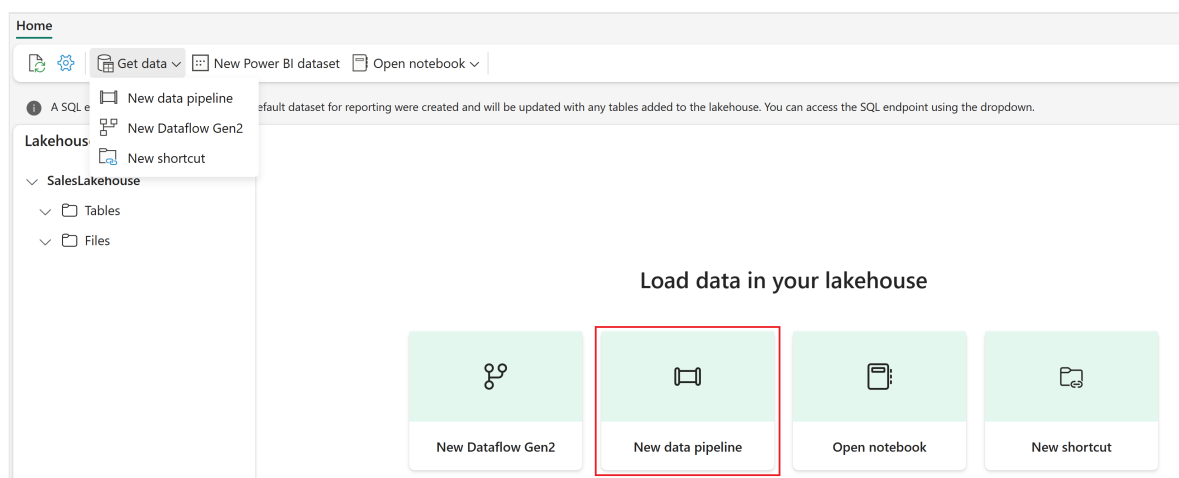 Home
Get data New Power BI dataset Open notebook
New data pipeline
New Dataflow Gen2
New shortcut
A SQL efault dataset for reporting were created and will be updated with any tables added to the lakehouse. You can access the SQL endpoint using the dropdown.
Lakehous
SalesLakehouse
Tables
Files
Load data in your lakehouse
New Dataflow Gen2 New data pipeline Open notebook New shortcut